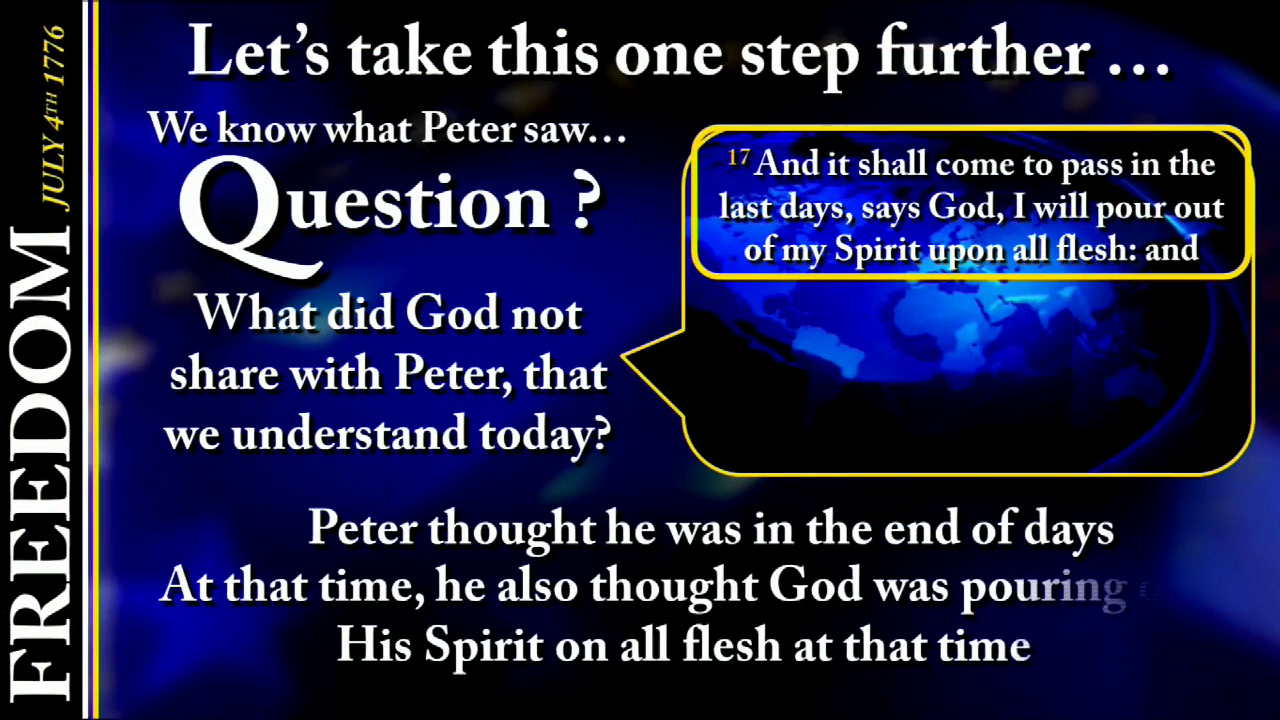 FREEDOM JULY 4TH 1776
Let's take this one step further ...
We know what Peter saw...
Question ?
What did God not
share with Peter, that
we understand today?
17 And it shall come to pass in the
last days, says God, I will pour out
of my Spirit upon all flesh: and
Peter thought he was in the end of days
At that time, he also thought God was pouring
His Spirit on all flesh at that time